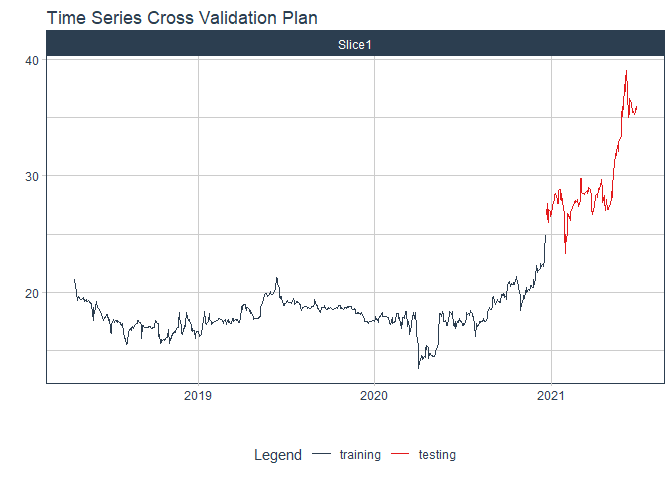 Time Series Cross Validation Plan
Slice1
40
30
20
2019 2020 2021
Legend training testing